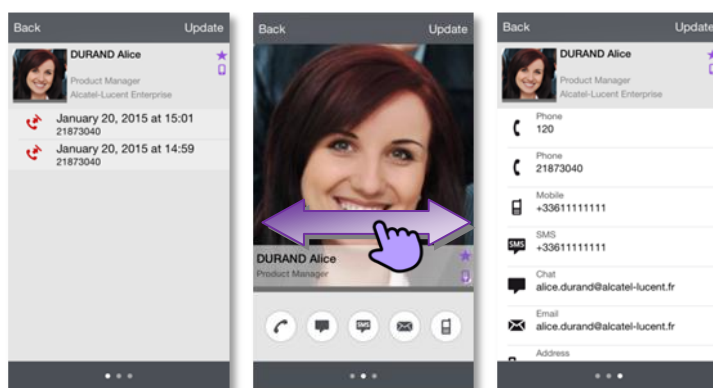 Back Update
DURAND Alice
Product Manager
Alcatel-Lucent Enterprise
January 20, 2015 at 15:01
21873040
January 20, 2015 at 14:59
21873040
Back Update
DURAND Alice
Product Manager
SMS
Back Update
DURAND Alice
Product Manager
Alcatel-Lucent Enterprise
Phone
120
Phone
21873040
Mobile
+33611111111
SMS
SMS
+33611111111
Chat
alice.durand@alcatel-lucent.fr
Email
alice.durand@alcatel-lucent.fr
Address